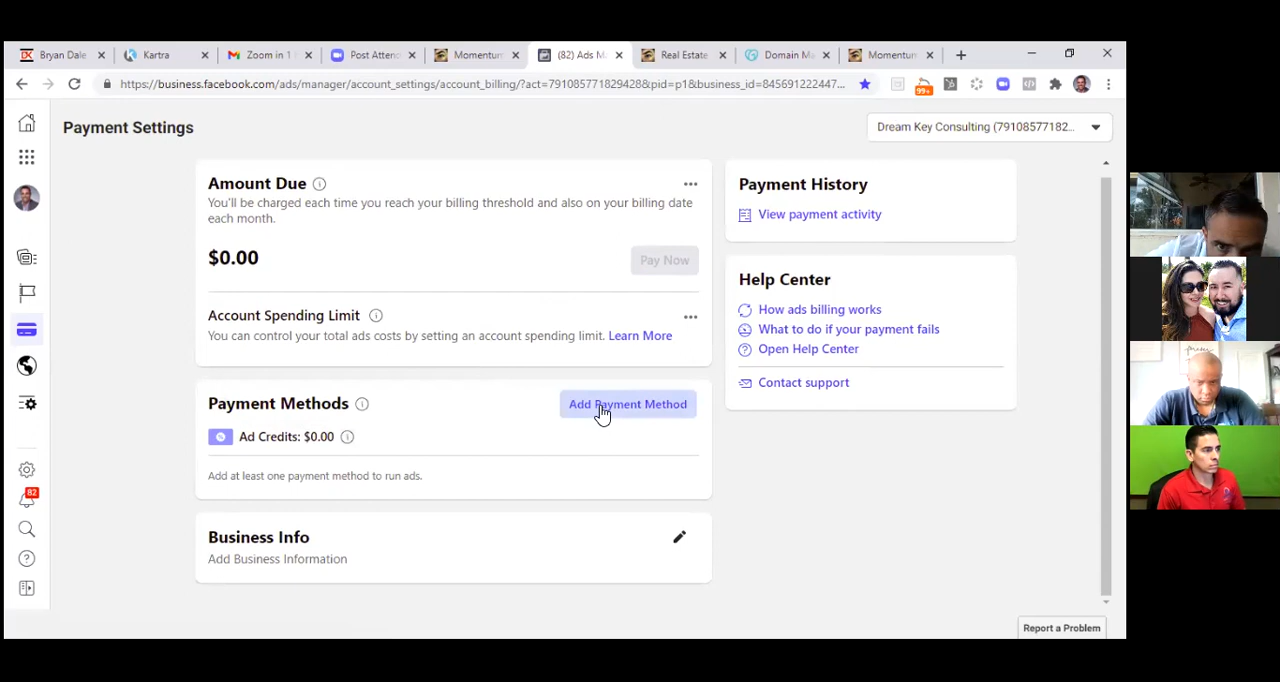 Bryan Dale
Kartra
Zoom in 1
Post Attend
Momentum
(82) Ads Ma
Real Estate
Domain Ma
Momentum
https://business.facebook.com/ads/manager/account_settings/account_billing/?act=791085771829428&pid=p1&business_id=845691222447...
99+
Payment Settings
Dream Key Consulting (79108577182...
Amount Due
You'll be charged each time you reach your billing threshold and also on your billing date
each month.
$0.00
Pay Now
Account Spending Limit
You can control your total ads costs by setting an account spending limit. Learn More
Payment Methods
Add Payment Method
Ad Credits: $0.00
Add at least one payment method to run ads.
Business Info
Add Business Information
Payment History
View payment activity
Help Center
How ads billing works
What to do if your payment fails
Open Help Center
Contact support
82
Report a Problem